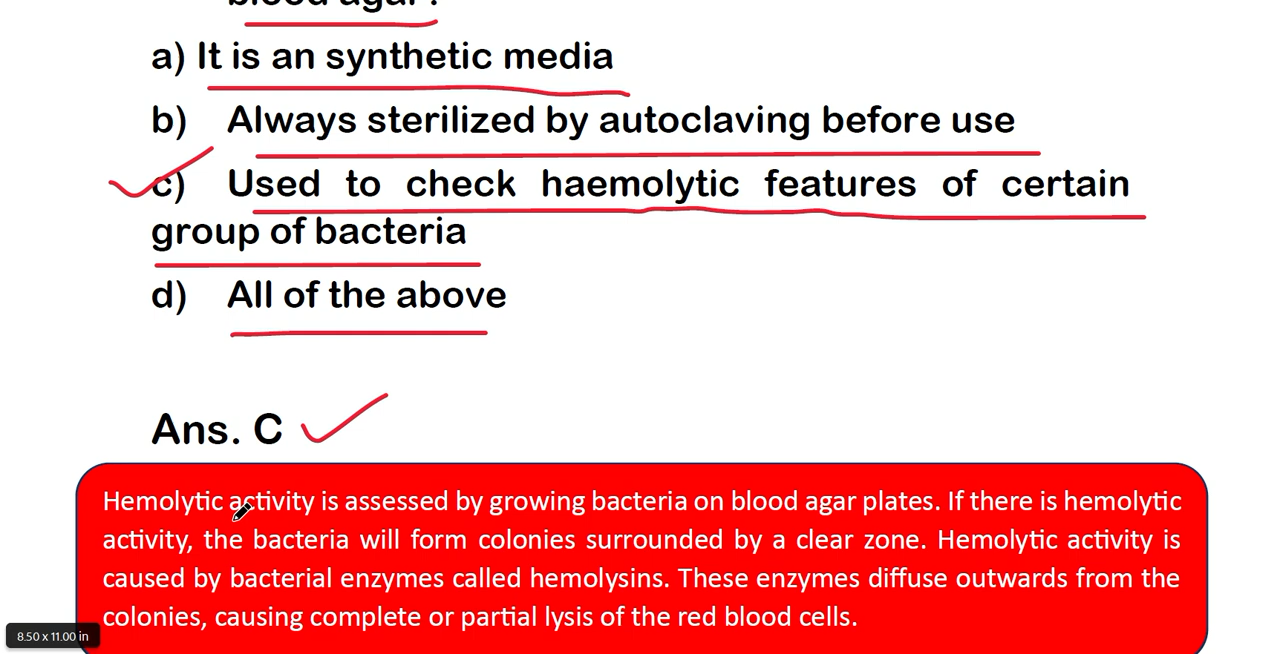 blood agar?
a) It is an synthetic media
b) Always sterilized by autoclaving before use
c) Used to check haemolytic features of certain
group of bacteria
d) All of the above
Ans. C
Hemolytic activity is assessed by growing bacteria on blood agar plates. If there is hemolytic
activity, the bacteria will form colonies surrounded by a clear zone. Hemolytic activity is
caused by bacterial enzymes called hemolysins. These enzymes diffuse outwards from the
colonies, causing complete or partial lysis of the red blood cells.
8.50 x 11.00 in